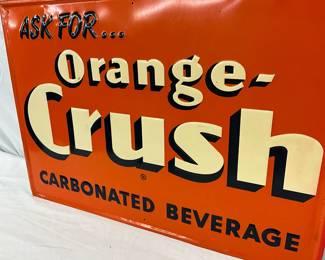 ASK FOR...
Orange-
Crush
®
CARBONATED BEVERAGE